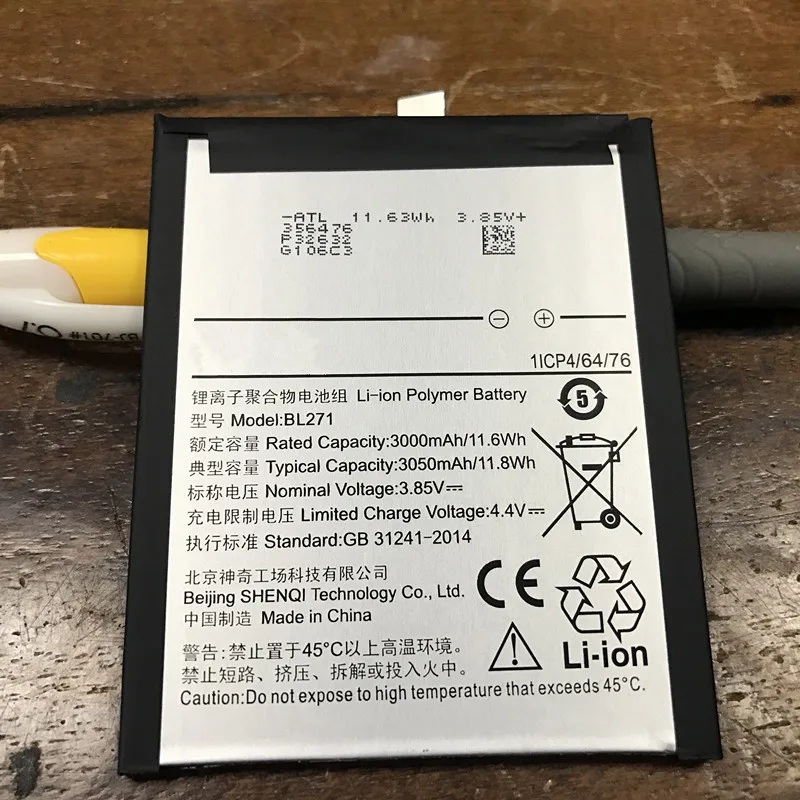 -ATL 11.63Wh 3.85V+
356476
P32632
G106C3
⊖ ⊕
1ICP4/64/76
锂离子聚合物电池组 Li-ion Polymer Battery
5
型号 Model:BL271
额定容量 Rated Capacity:3000mAh/11.6Wh
典型容量 Typical Capacity:3050mAh/11.8Wh
标称电压 Nominal Voltage:3.85V⎓
充电限制电压 Limited Charge Voltage:4.4V⎓
执行标准 Standard:GB 31241-2014
北京神奇工场科技有限公司
Beijing SHENQI Technology Co., Ltd.
中国制造 Made in China
CE
Li-ion
警告:禁止置于45°C以上高温环境。
禁止短路、挤压、拆解或投入火中。
Caution:Do not expose to high temperature that exceeds 45°C.